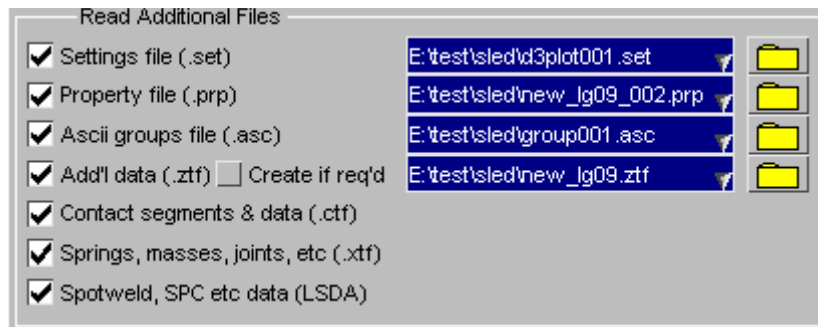 Read Additional Files
Settings file (.set) E:\test\sled\d3plot001.set
Property file (.prp) E:\test\sled\new_lg09_002.prp
Ascii groups file (.asc) E:\test\sled\group001.asc
Add'l data (.ztf) Create if req'd E:\test\sled\new_lg09.ztf
Contact segments & data (.ctf)
Springs, masses, joints, etc (.xtf)
Spotweld, SPC etc data (LSDA)